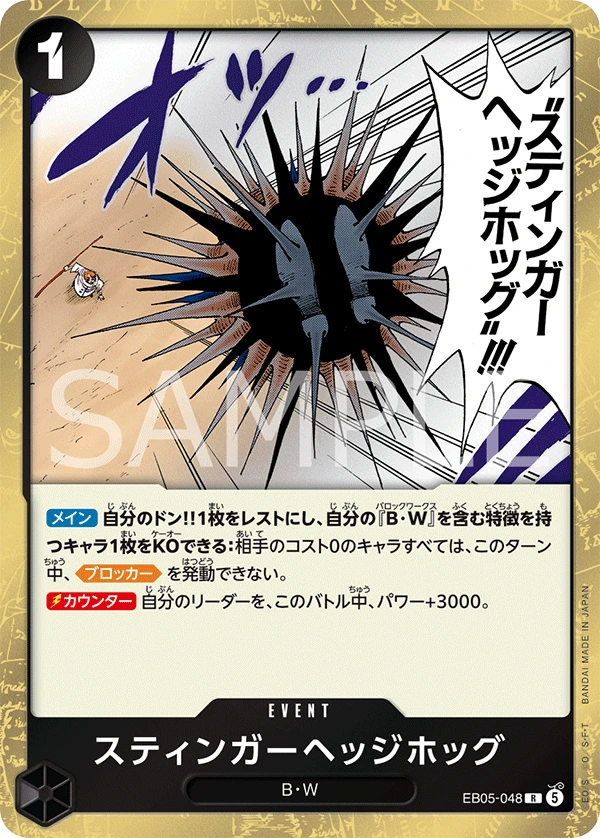 1
オッ…
“スティンガー
ヘッジホッグ”!!!
SAMPLE
メイン 自分のドン!!1枚をレストにし、自分の『B・W』を含む特徴を持
つキャラ1枚をKOできる：相手のコスト0のキャラすべては、このターン
中、ブロッカー を発動できない。
カウンター 自分のリーダーを、このバトル中、パワー+3000。
EVENT
スティンガーヘッジホッグ
B・W
EB05-048 R 5
BANDAI MADE IN JAPAN